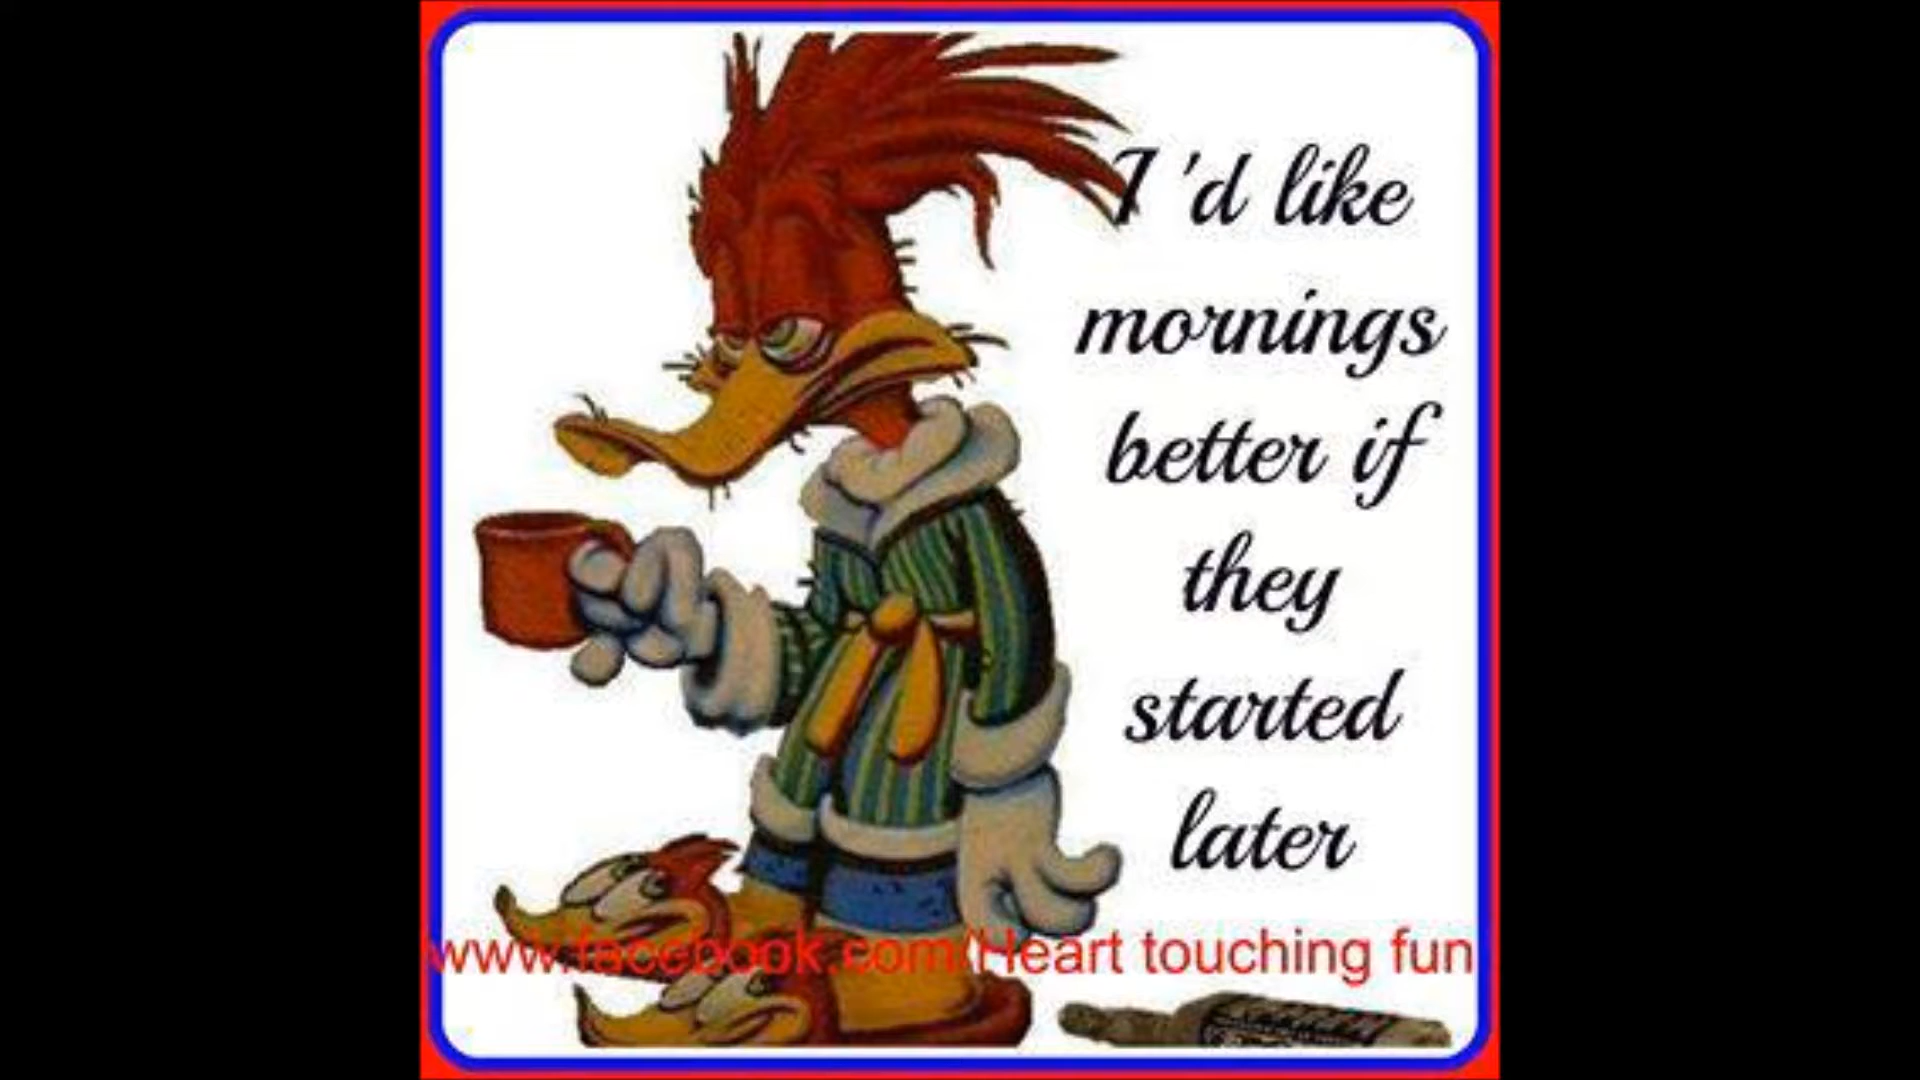 I 'd like
mornings
better if
they
started
later
www.facebook.com/Heart touching fun